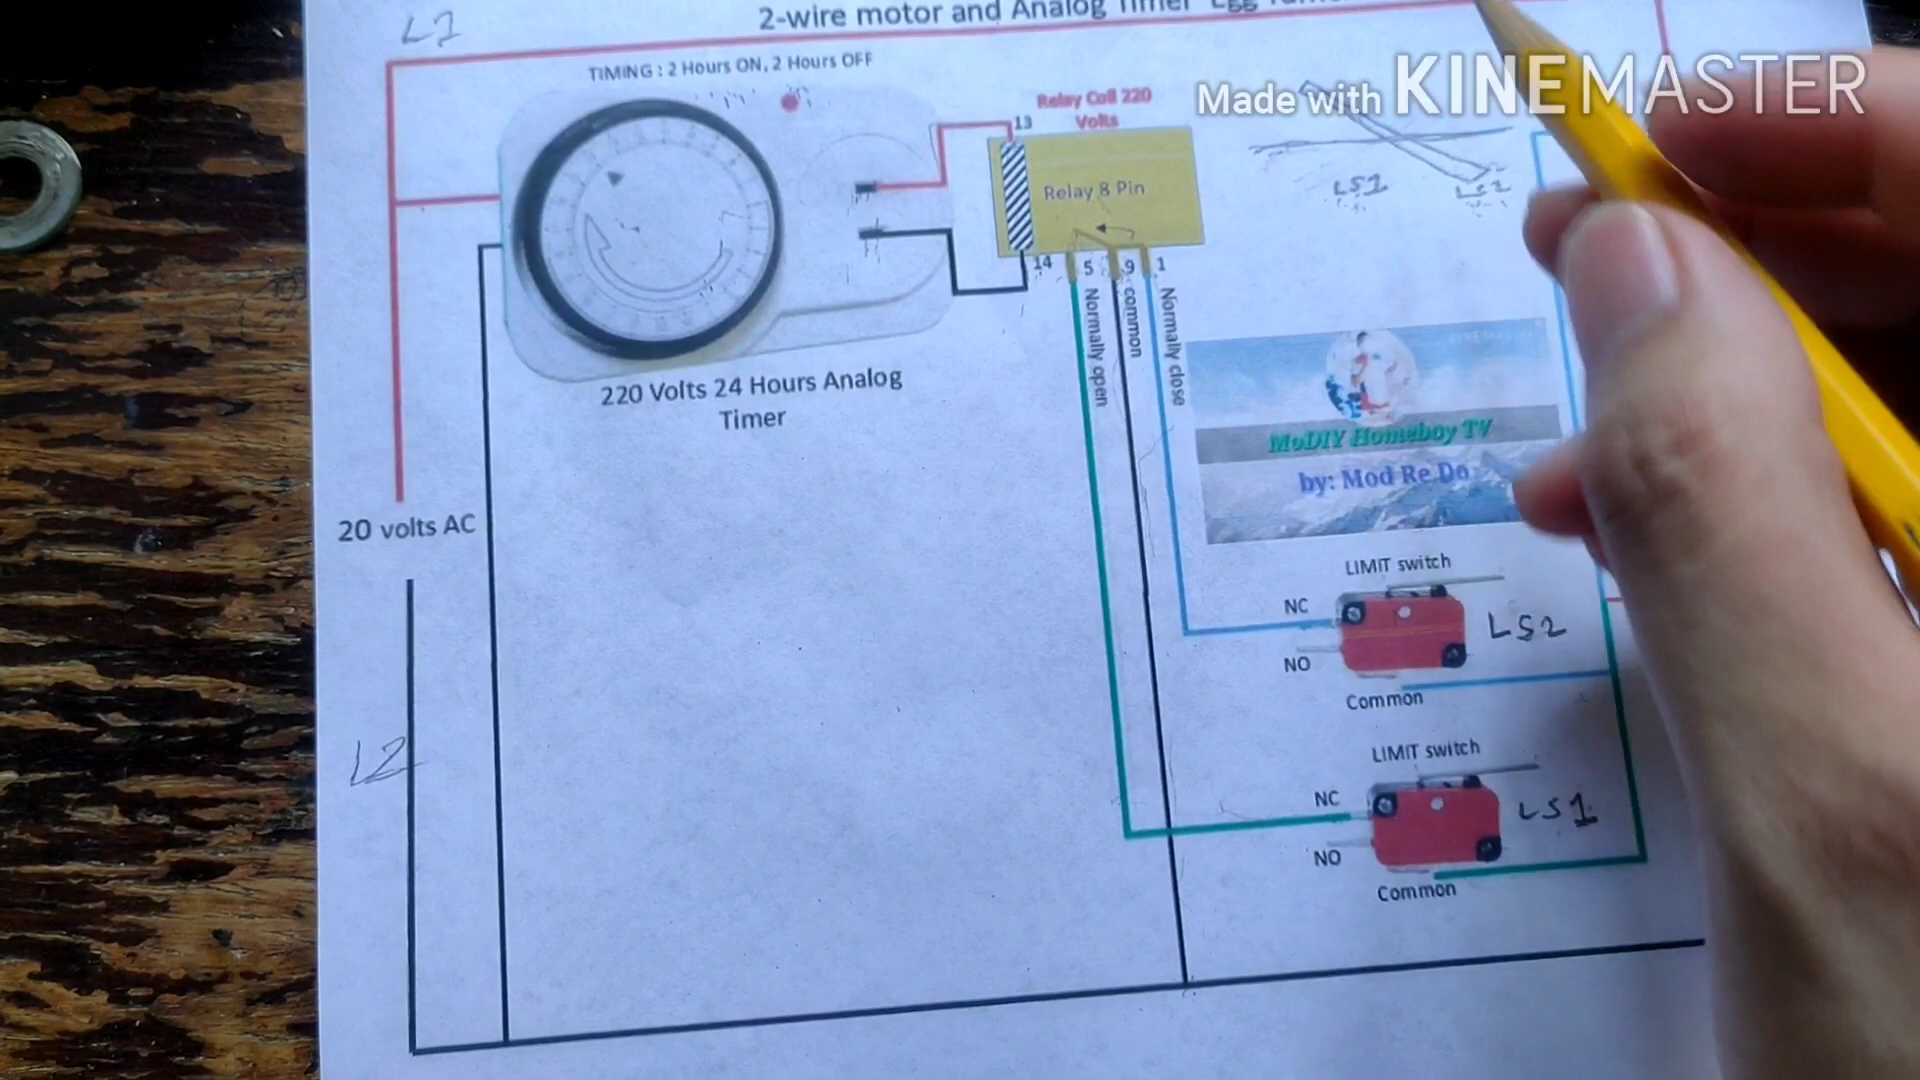 L1
2-wire motor and Analog Timer Egg
TIMING : 2 Hours ON, 2 Hours OFF
Made with KINEMASTER
Relay Coil 220
Volts
13
Relay 8 Pin
LS1
LS2
14
5
9
1
Normally open
common
Normally close
220 Volts 24 Hours Analog
Timer
MoDIY Homeboy TV
by: Mod Re Do
20 volts AC
LIMIT switch
NC
LS2
NO
Common
L2
LIMIT switch
NC
LS1
NO
Common